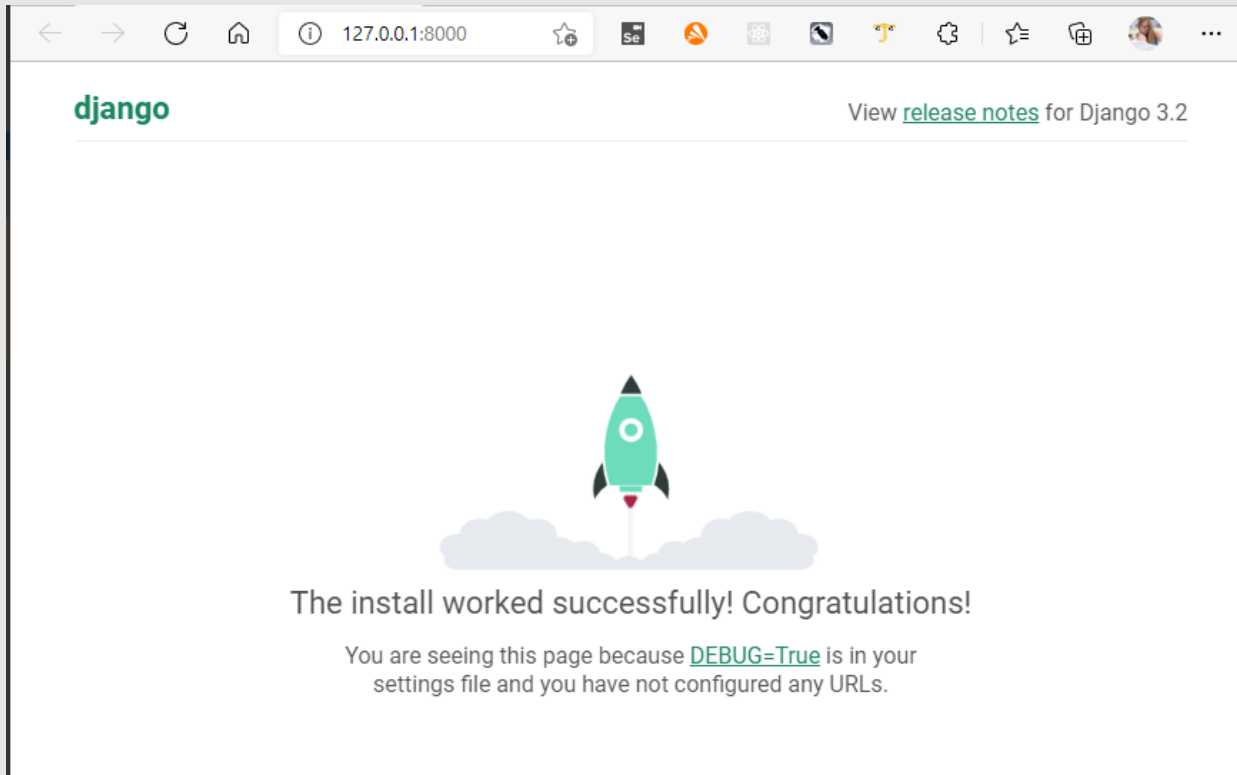 127.0.0.1:8000
Se
django
View release notes for Django 3.2
The install worked successfully! Congratulations!
You are seeing this page because DEBUG=True is in your
settings file and you have not configured any URLs.